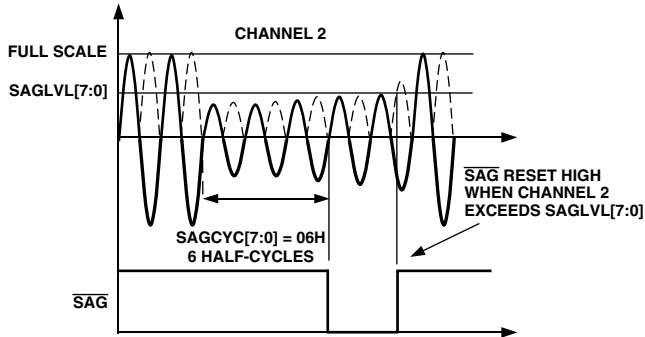 CHANNEL 2
FULL SCALE
SAGLVL[7:0]
SAG RESET HIGH
WHEN CHANNEL 2
EXCEEDS SAGLVL[7:0]
SAGCYC[7:0] = 06H
6 HALF-CYCLES
SAG